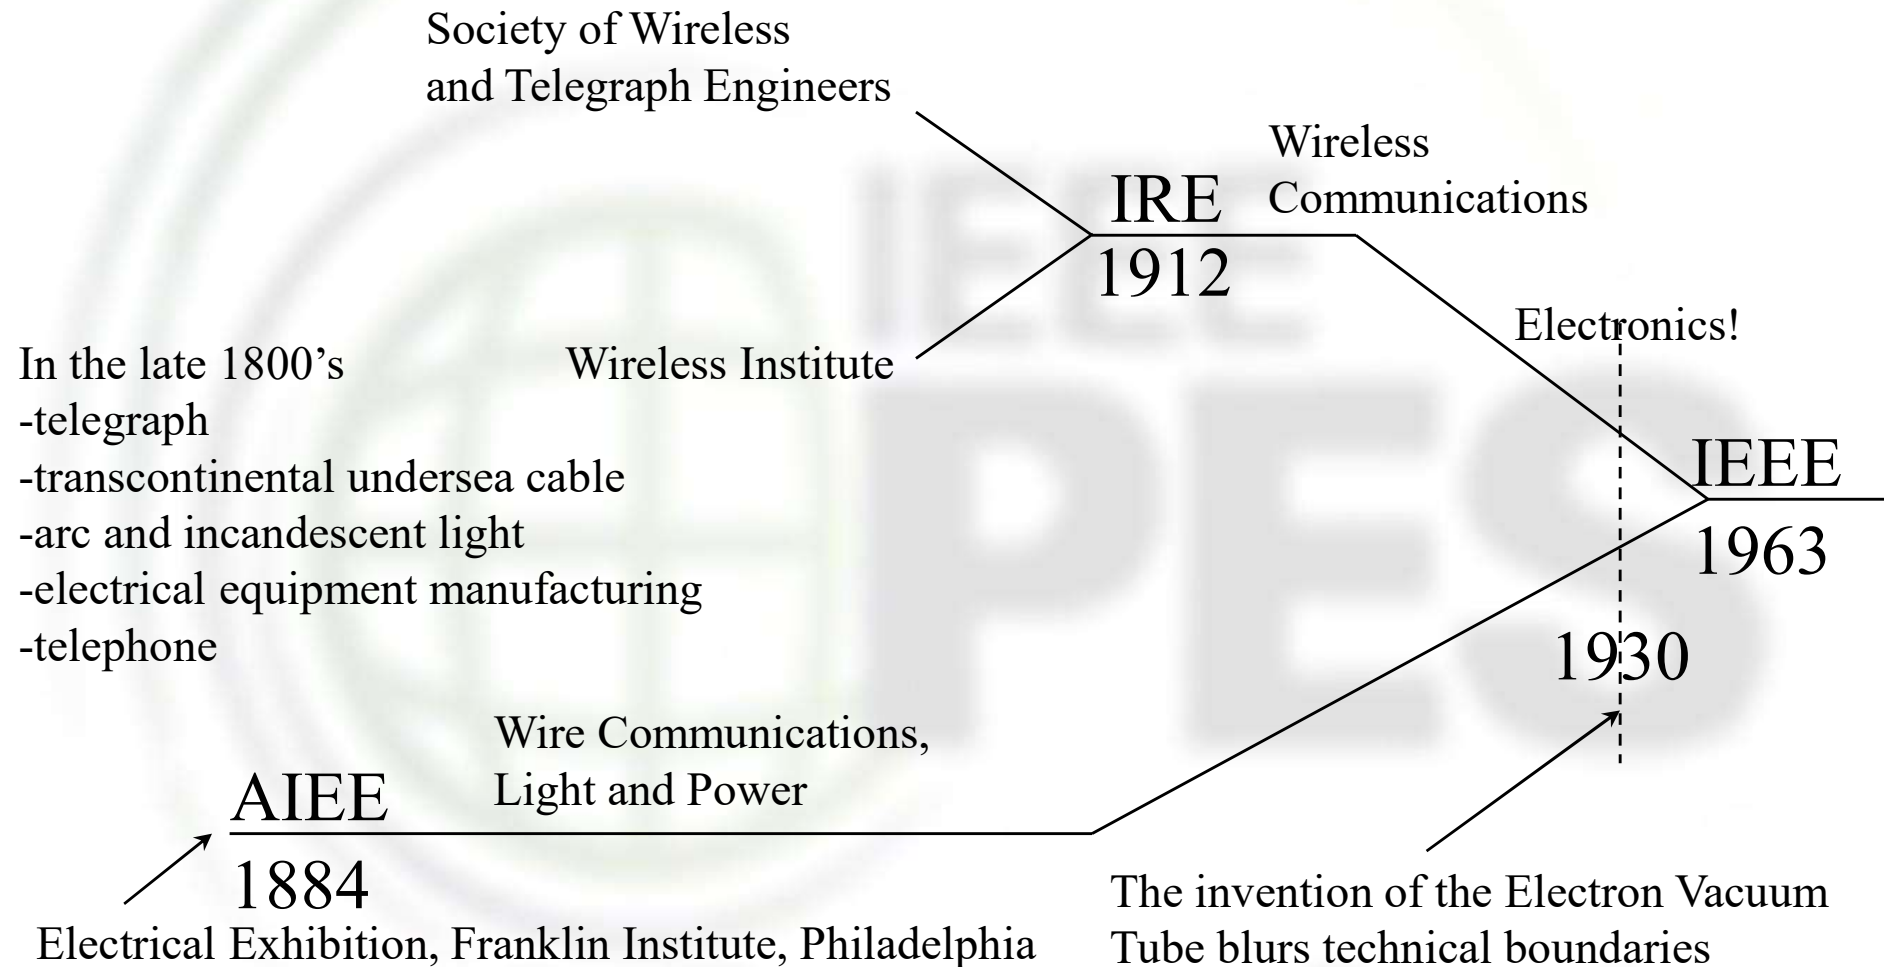 Society of Wireless
and Telegraph Engineers
Wireless
Communications
IRE
1912
Electronics!
In the late 1800’s
-telegraph
-transcontinental undersea cable
-arc and incandescent light
-electrical equipment manufacturing
-telephone
Wireless Institute
IEEE
1963
1930
Wire Communications,
Light and Power
AIEE
1884
Electrical Exhibition, Franklin Institute, Philadelphia
The invention of the Electron Vacuum
Tube blurs technical boundaries
IEEE
PES